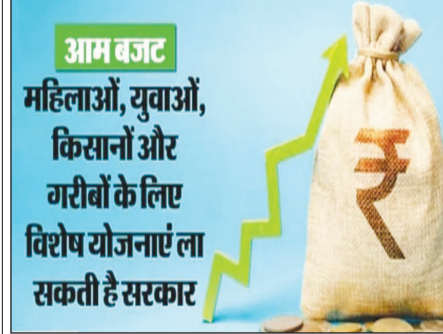 आम बजट
महिलाओं, युवाओं,
किसानों और
गरीबों के लिए
विशेष योजनाएं ला
सकती है सरकार
₹